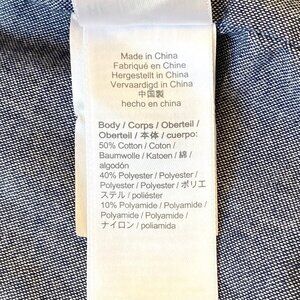 Made in China
Fabriqué en Chine
Hergestellt in China
Vervaardigd in China
中国製
hecho en china
Body / Corps / Oberteil /
Oberteil / 本体 / cuerpo:
50% Cotton / Coton /
Baumwolle / Katoen / 綿 /
algodón
40% Polyester / Polyester /
Polyester / Polyester / ポリエ
ステル / poliéster
10% Polyamide / Polyamide /
Polyamide / Polyamide /
ナイロン / poliamida